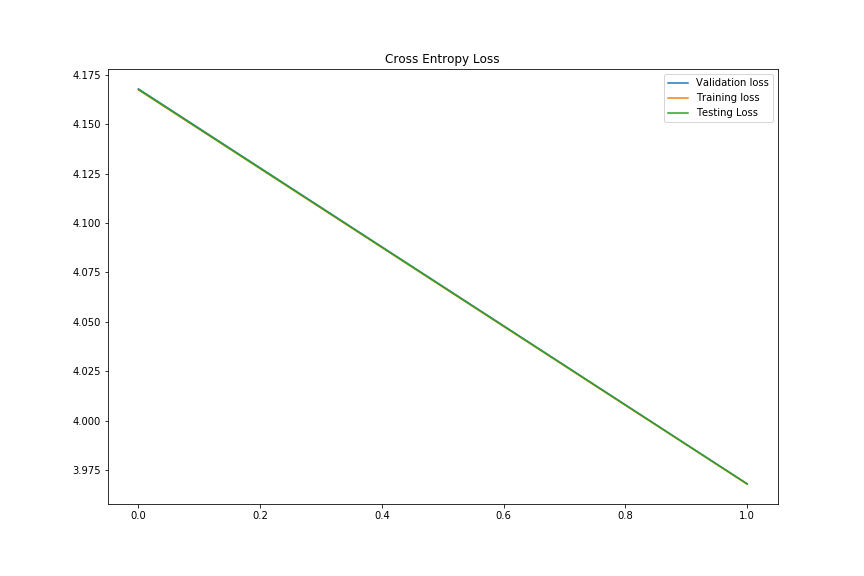 Cross Entropy Loss
4.175
4.150
4.125
4.100
4.075
4.050
4.025
4.000
3.975
Validation loss
Training loss
Testing Loss
0.0 0.2 0.4 0.6 0.8 1.0